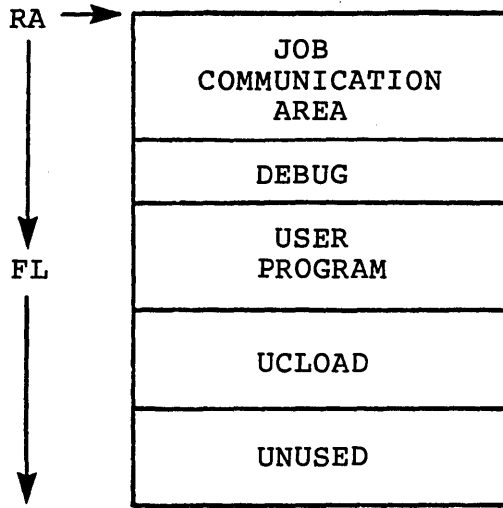 RA
JOB
COMMUNICATION
AREA
DEBUG
USER
PROGRAM
FL
UCLOAD
UNUSED